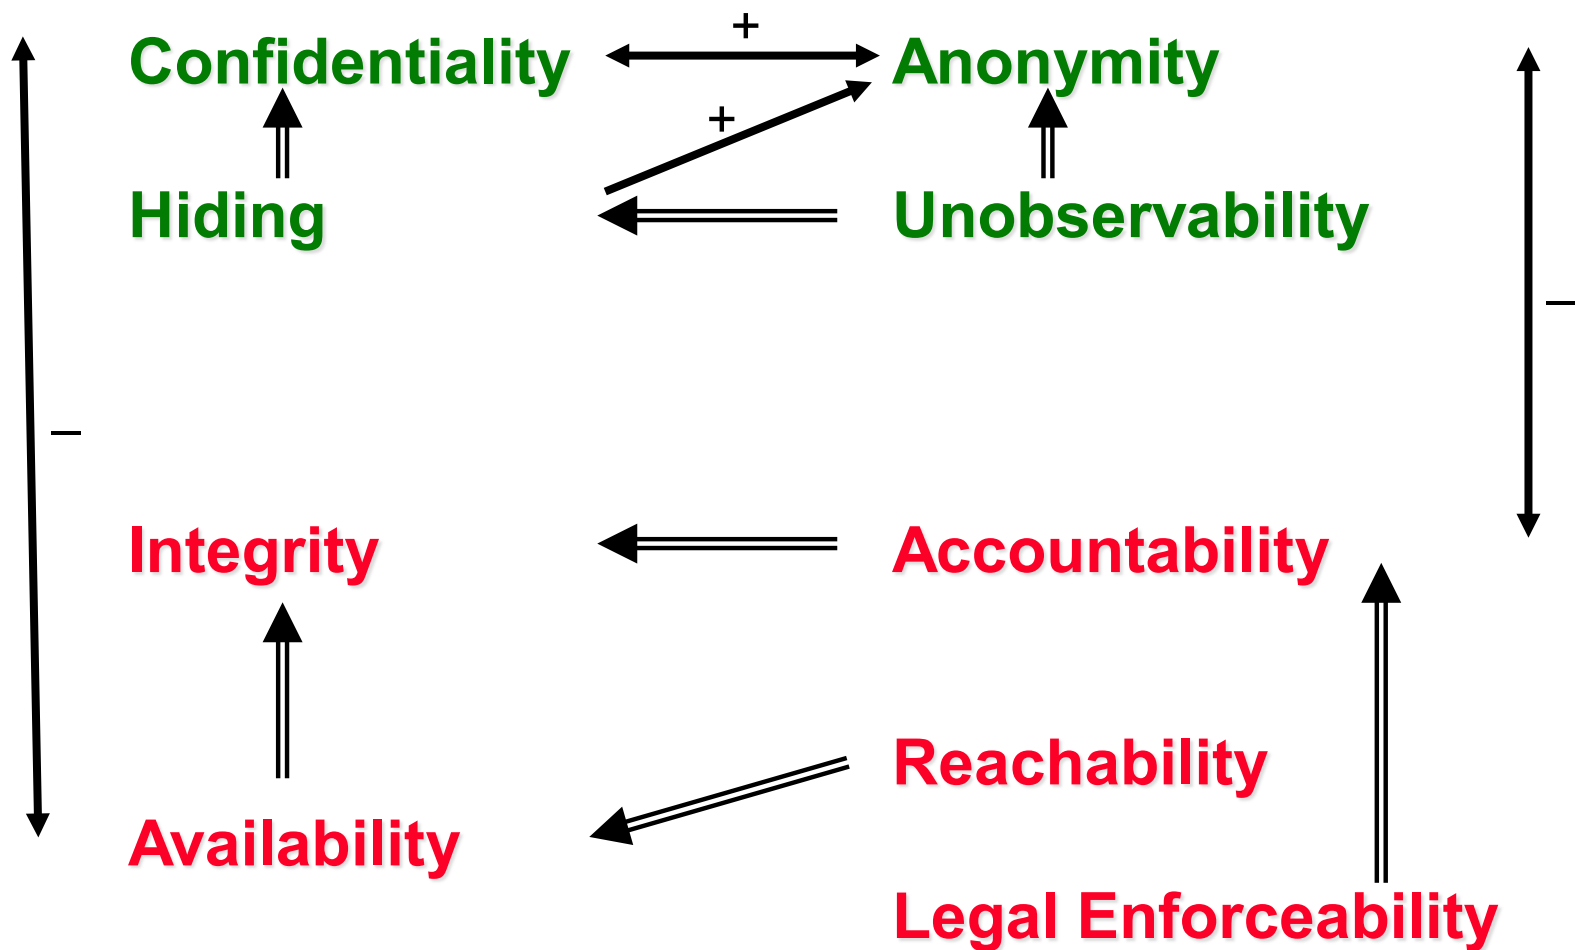 +
Confidentiality Anonymity
+
Hiding Unobservability
–
–
Integrity Accountability
Reachability
Availability
Legal Enforceability